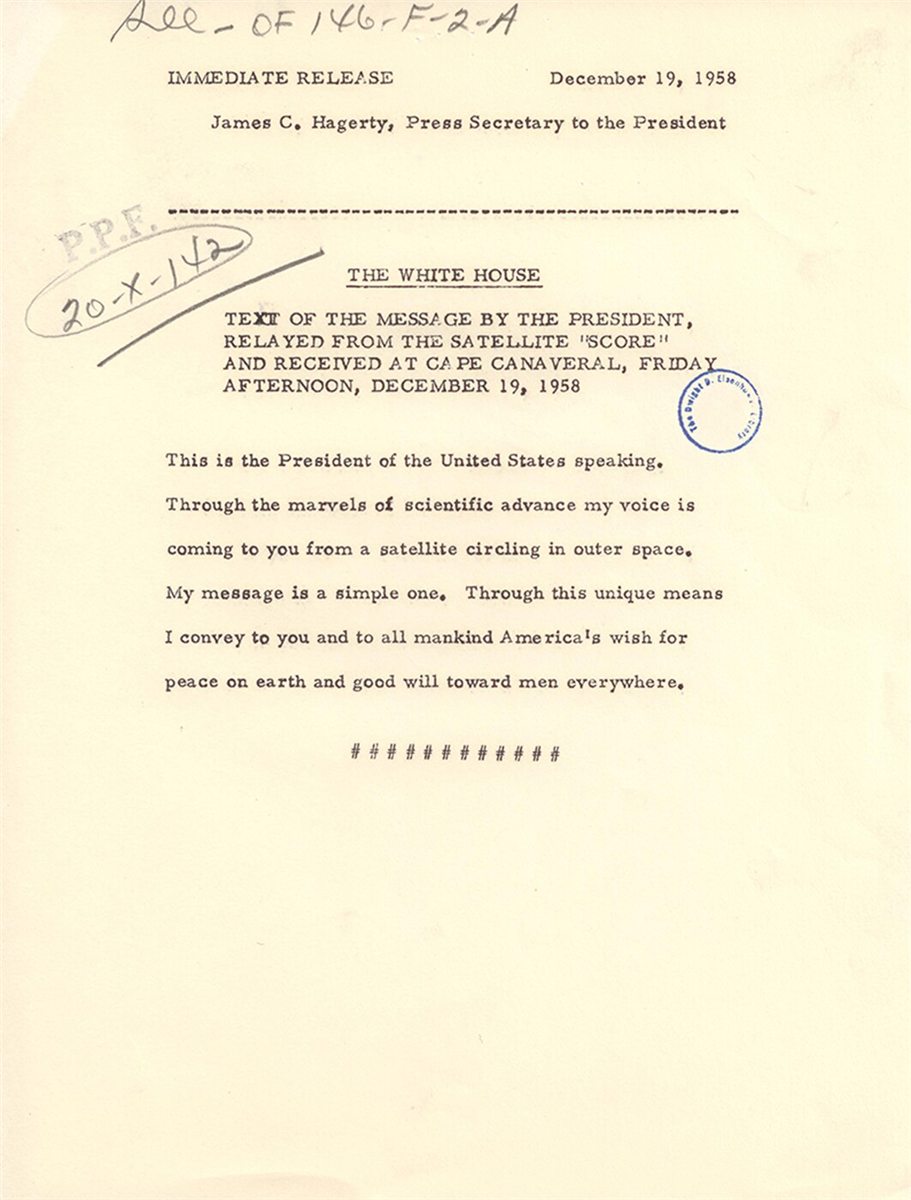 See - OF 146-F-2-A
IMMEDIATE RELEASE December 19, 1958
James C. Hagerty, Press Secretary to the President
P.P.F.
20-X-142
THE WHITE HOUSE
TEXT OF THE MESSAGE BY THE PRESIDENT,
RELAYED FROM THE SATELLITE "SCORE"
AND RECEIVED AT CAPE CANAVERAL, FRIDAY
AFTERNOON, DECEMBER 19, 1958
The Dwight D. Eisenhower Library
This is the President of the United States speaking.
Through the marvels of scientific advance my voice is
coming to you from a satellite circling in outer space.
My message is a simple one. Through this unique means
I convey to you and to all mankind America's wish for
peace on earth and good will toward men everywhere.
# # # # # # # # # # # #